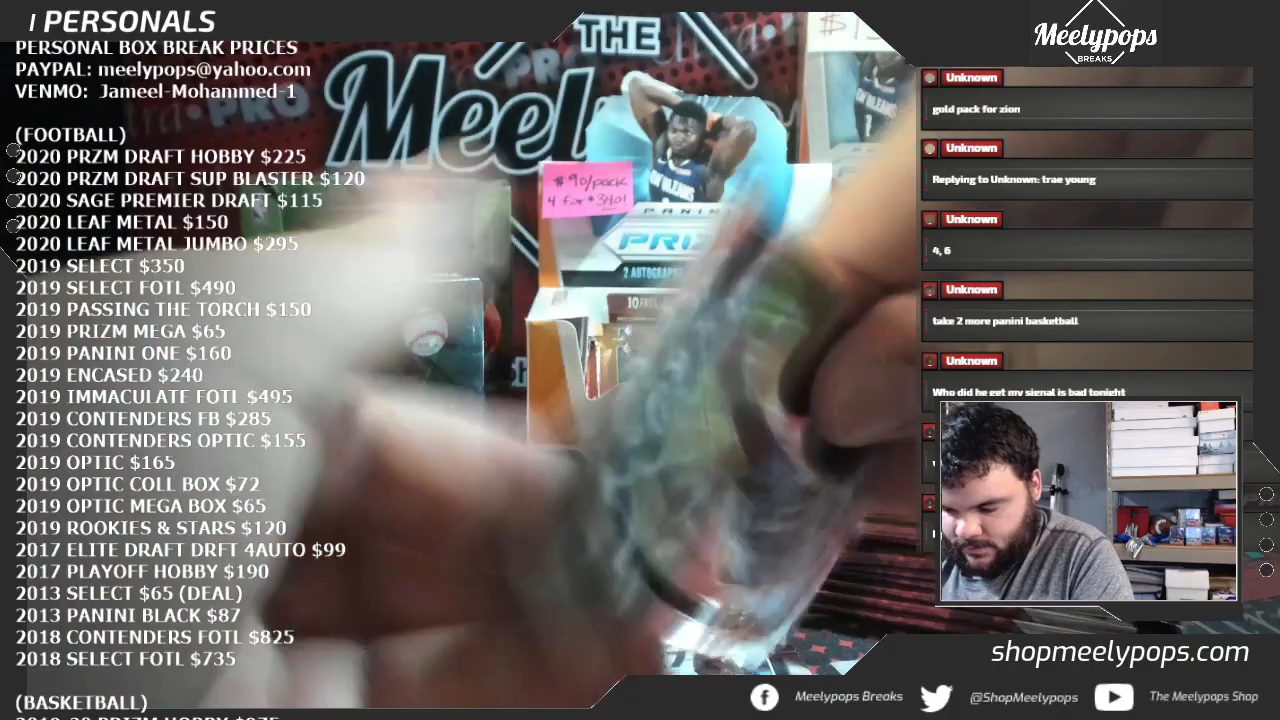 PERSONALS
PERSONAL BOX BREAK PRICES
PAYPAL: meelypops@yahoo.com
VENMO: Jameel-Mohammed-1
(FOOTBALL)
2020 PRZM DRAFT HOBBY $225
2020 PRZM DRAFT SUP BLASTER $120
2020 SAGE PREMIER DRAFT $115
2020 LEAF METAL $150
2020 LEAF METAL JUMBO $295
2019 SELECT $350
2019 SELECT FOTL $490
2019 PASSING THE TORCH $150
2019 PRIZM MEGA $65
2019 PANINI ONE $160
2019 ENCASED $240
2019 IMMACULATE FOTL $495
2019 CONTENDERS FB $285
2019 CONTENDERS OPTIC $155
2019 OPTIC $165
2019 OPTIC COLL BOX $72
2019 OPTIC MEGA BOX $65
2019 ROOKIES & STARS $120
2017 ELITE DRAFT DRFT 4AUTO $99
2017 PLAYOFF HOBBY $190
2013 SELECT $65 (DEAL)
2013 PANINI BLACK $87
2018 CONTENDERS FOTL $825
2018 SELECT FOTL $735
(BASKETBALL)
THE
Meel
$90/pack
4 for $340!
PANINI
PRI
2 AUTOGRAPH
Meelypops
BREAKS
Unknown
gold pack for zion
Unknown
Replying to Unknown: trae young
Unknown
4, 6
Unknown
take 2 more panini basketball
Unknown
Who did he get my signal is bad tonight
shopmeelypops.com
Meelypops Breaks
@ShopMeelypops
The Meelypops Shop